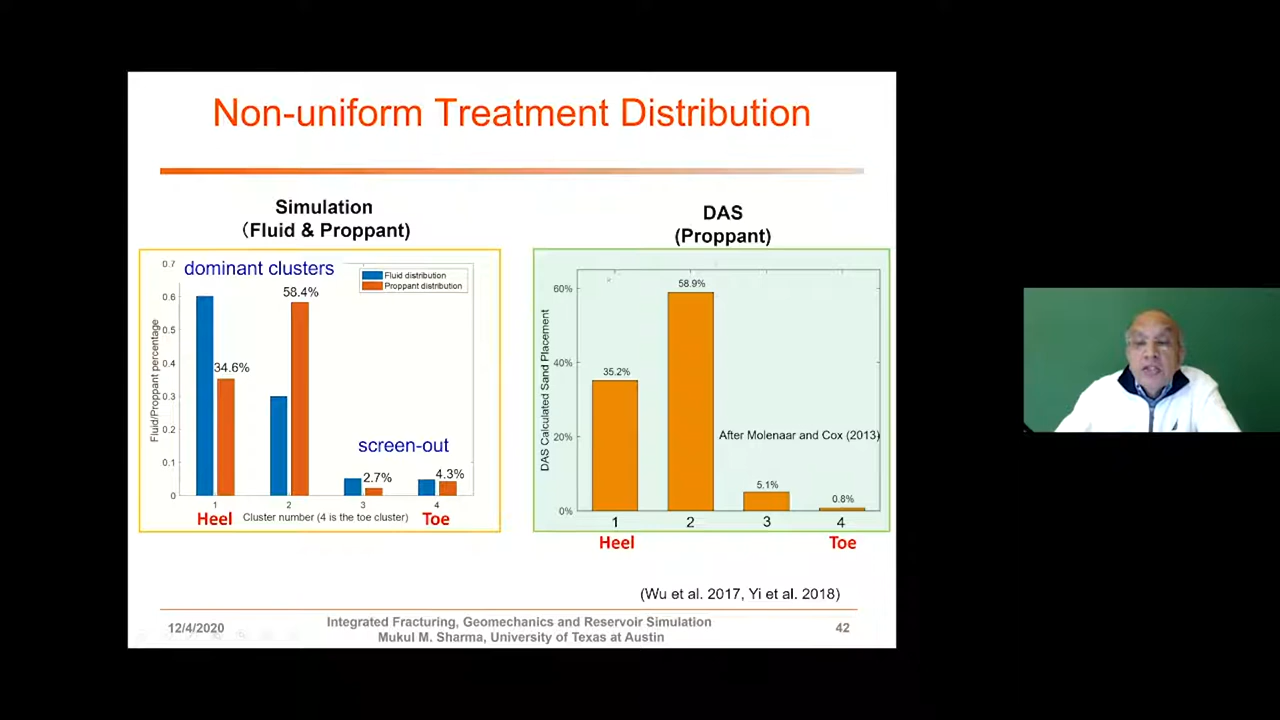 Non-uniform Treatment Distribution
Simulation
(Fluid & Proppant)
dominant clusters
Fluid distribution
Proppant distribution
0.7
0.6
0.5
0.4
0.3
0.2
0.1
0
Fluid/Proppant percentage
34.6%
58.4%
screen-out
2.7%
4.3%
1
2
3
4
Heel
Cluster number (4 is the toe cluster)
Toe
DAS
(Proppant)
60%
40%
20%
0%
DAS Calculated Sand Placement
35.2%
58.9%
After Molenaar and Cox (2013)
5.1%
0.8%
1
2
3
4
Heel
Toe
(Wu et al. 2017, Yi et al. 2018)
12/4/2020
Integrated Fracturing, Geomechanics and Reservoir Simulation
Mukul M. Sharma, University of Texas at Austin
42